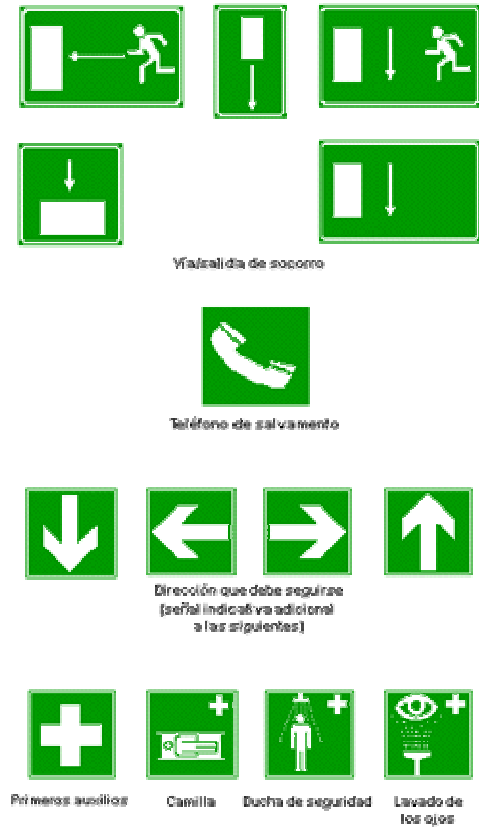 Vía/salida de socorro
Teléfono de salvamento
Dirección que debe seguirse
(señal indicativa adicional
a las siguientes)
Primeros auxilios
Camilla
Ducha de seguridad
Lavado de
los ojos